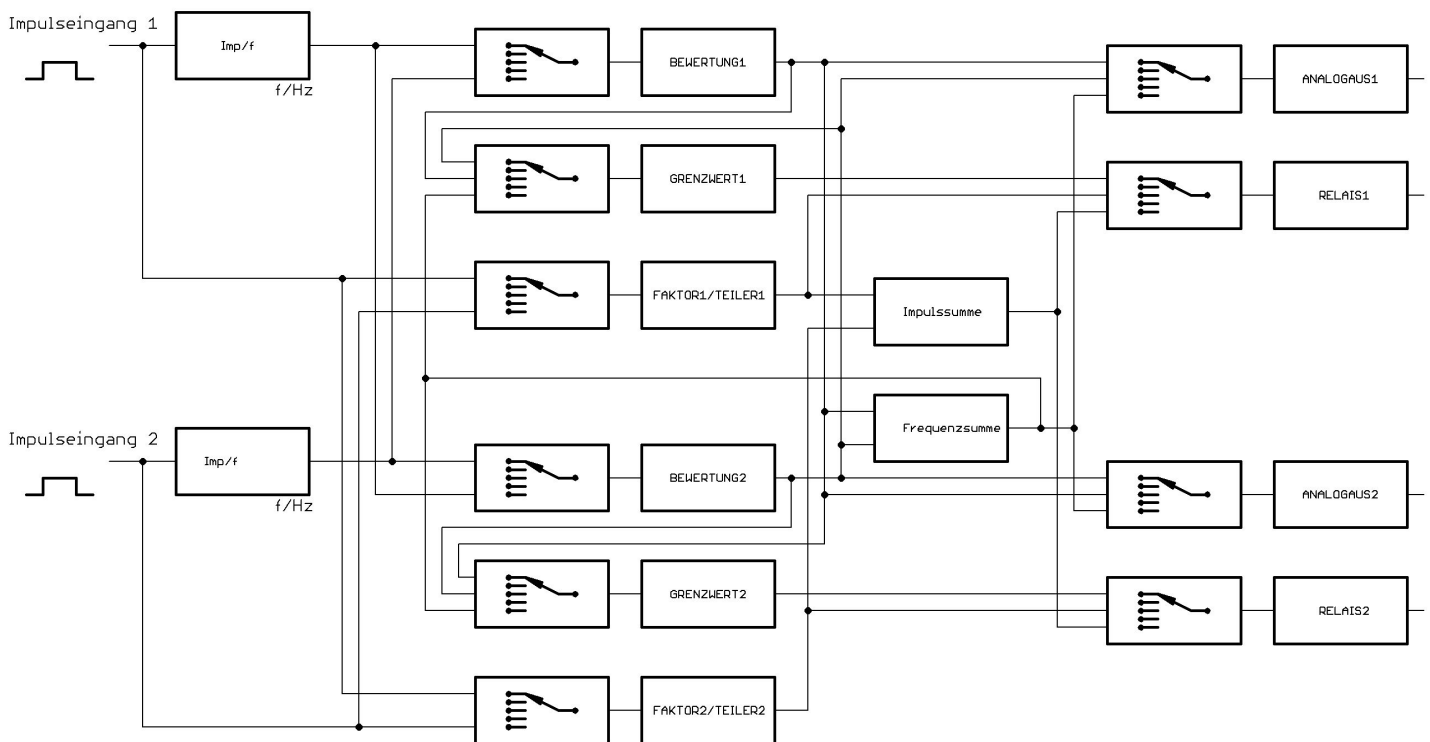 Impulseingang 1
Imp/f
f/Hz
BEWERTUNG1
ANALOGAUS1
GRENZWERT1
RELAIS1
FAKTOR1/TEILER1
Impulssumme
Frequenzsumme
Impulseingang 2
Imp/f
f/Hz
BEWERTUNG2
ANALOGAUS2
GRENZWERT2
RELAIS2
FAKTOR2/TEILER2